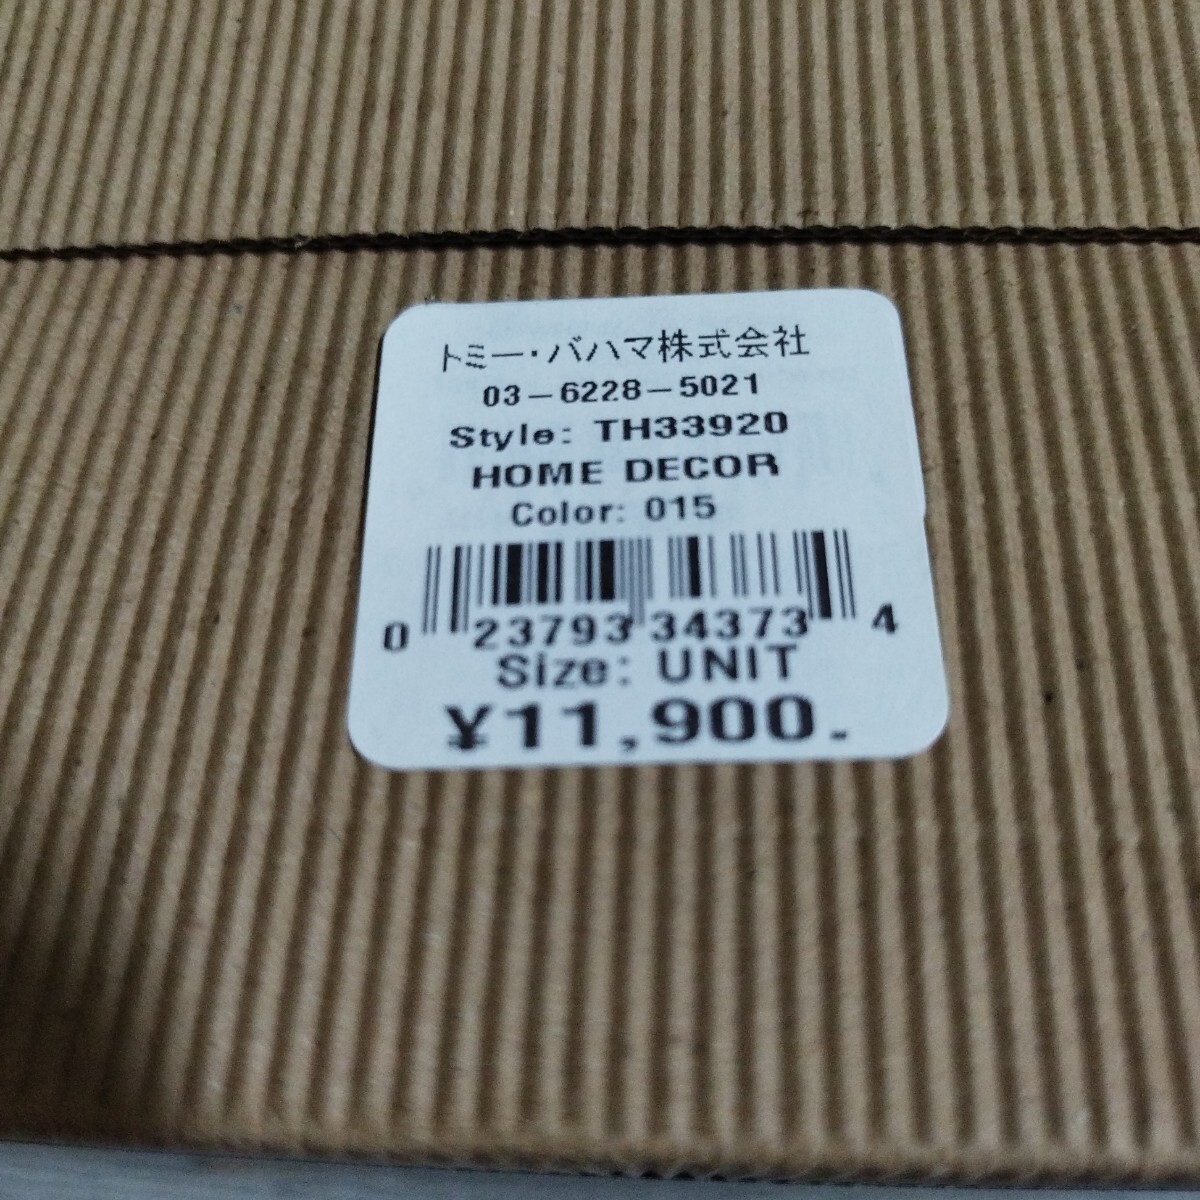 トミー・バハマ株式会社
03-6228-5021
Style: TH33920
HOME DECOR
Color: 015
0 23793 34373 4
Size: UNIT
¥11,900.